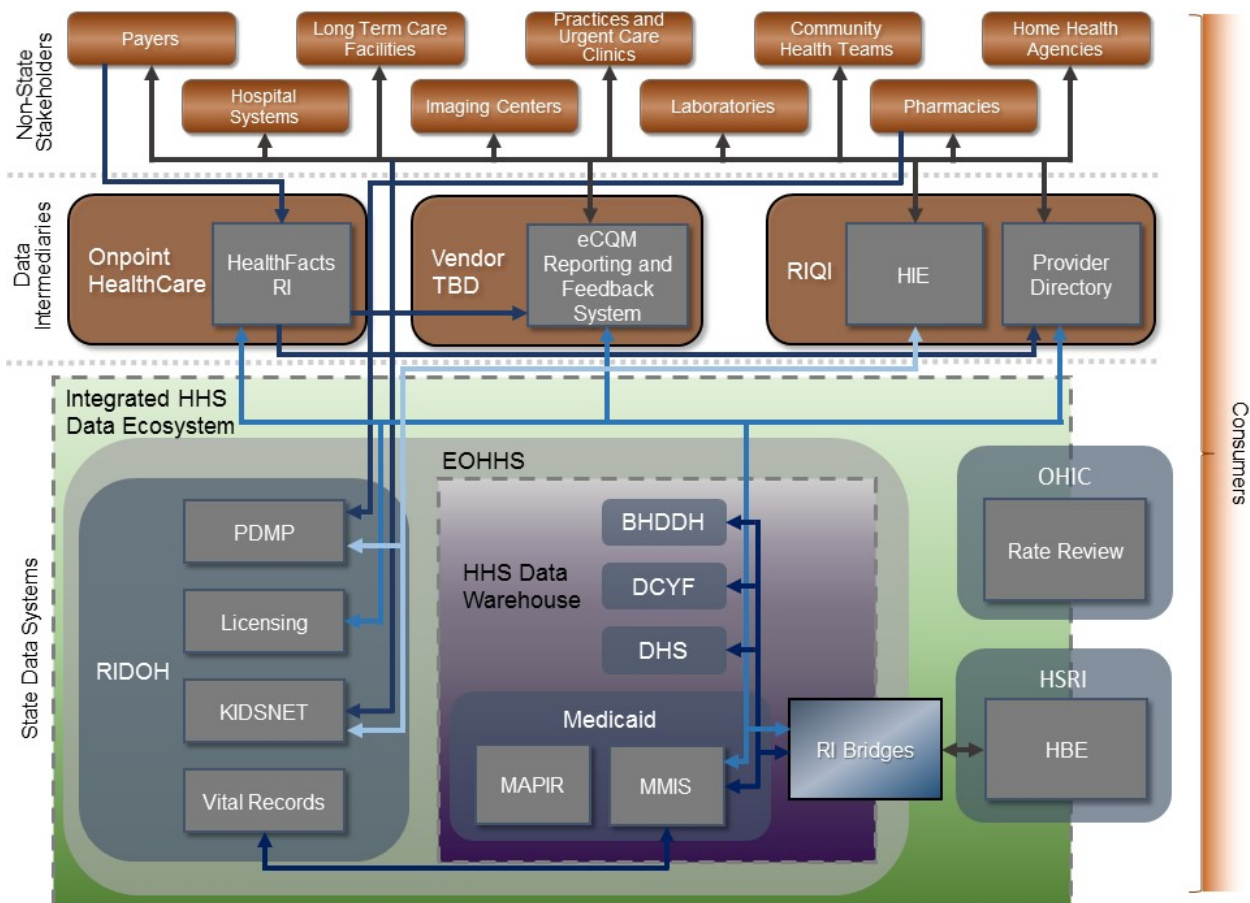 Non-State
Stakeholders
Payers
Long Term Care
Facilities
Practices and
Urgent Care
Clinics
Community
Health Teams
Home Health
Agencies
Hospital
Systems
Imaging Centers
Laboratories
Pharmacies
Data
Intermediaries
Onpoint
HealthCare
HealthFacts
RI
Vendor
TBD
eCQM
Reporting and
Feedback
System
RIQI
HIE
Provider
Directory
State Data Systems
Integrated HHS
Data Ecosystem
EOHHS
RIDOH
PDMP
Licensing
KIDSNET
Vital Records
HHS Data
Warehouse
BHDDH
DCYF
DHS
Medicaid
MAPIR
MMIS
RI Bridges
OHIC
Rate Review
HSRI
HBE
Consumers